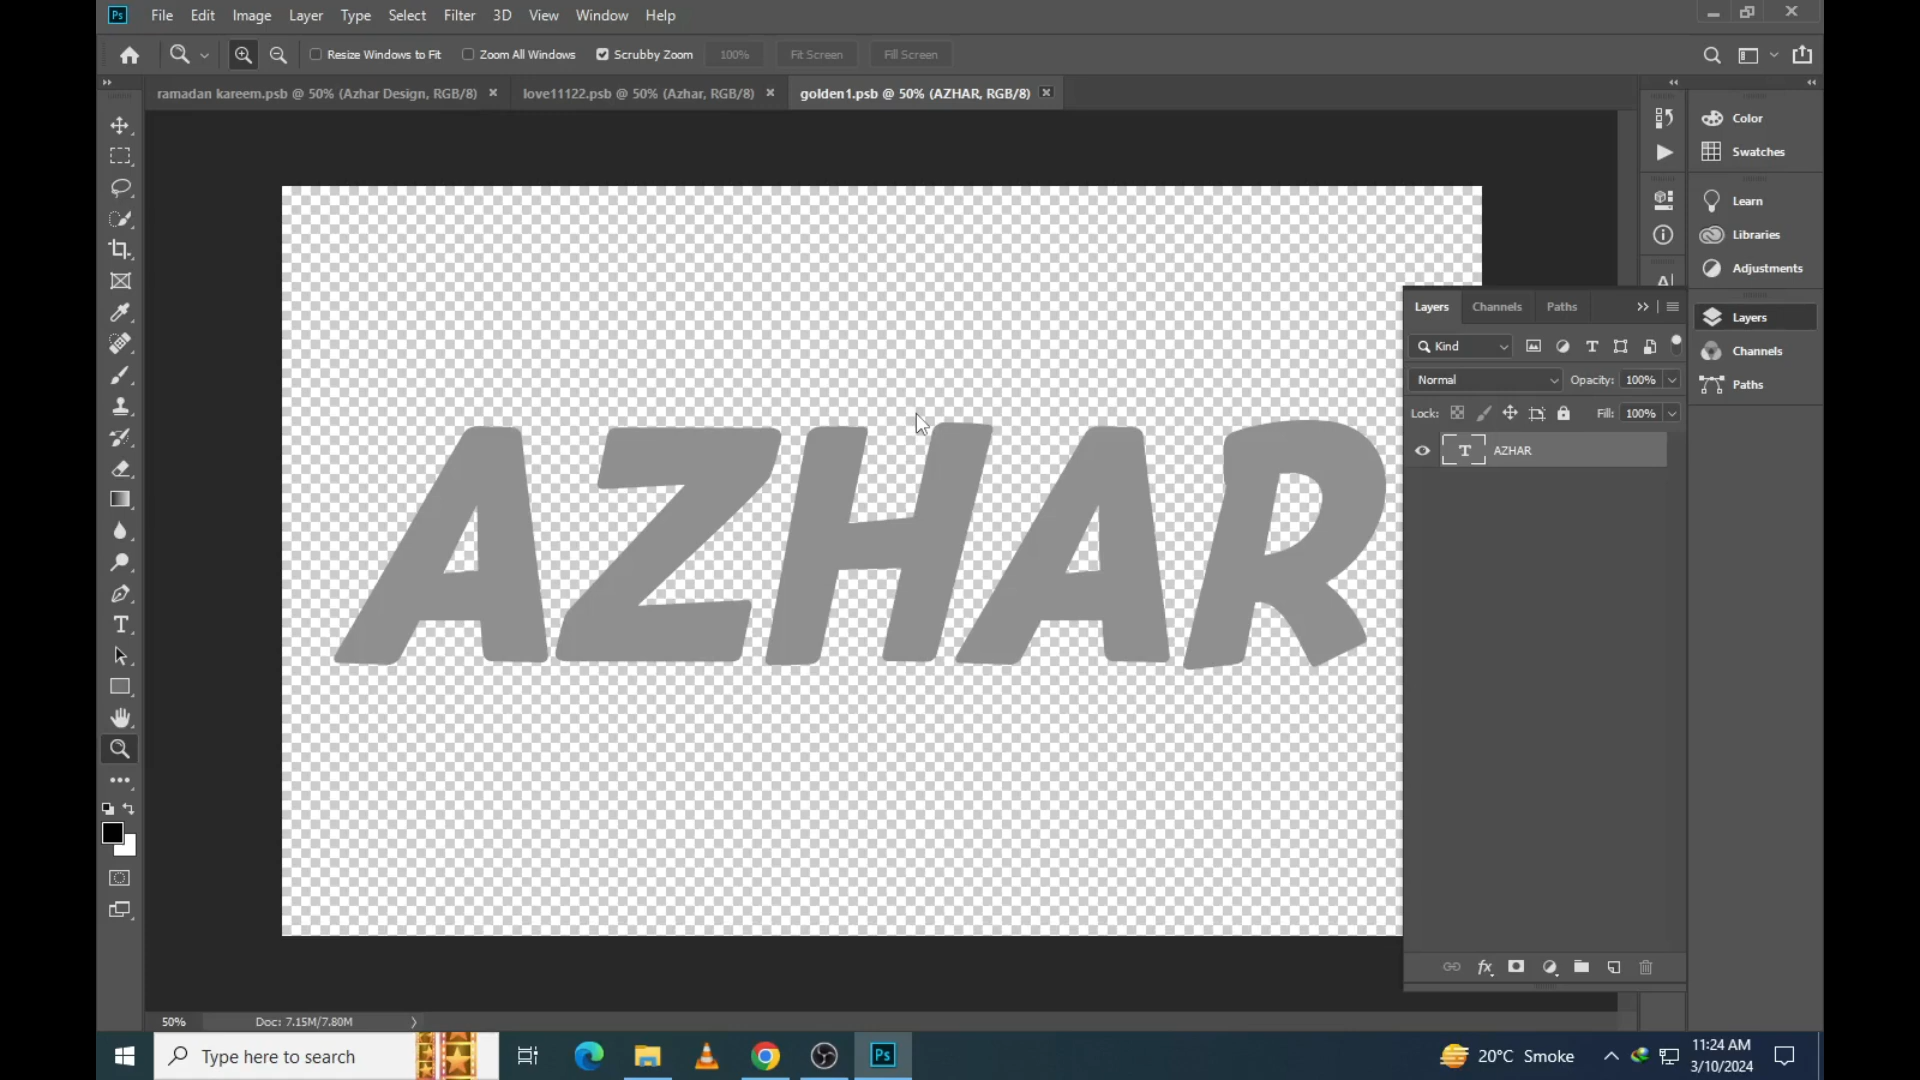 Ps File Edit Image Layer Type Select Filter 3D View Window Help
Resize Windows to Fit Zoom All Windows Scrubby Zoom 100% Fit Screen Fill Screen
ramadan kareem.psb @ 50% (Azhar Design, RGB/8) love11122.psb @ 50% (Azhar, RGB/8) golden1.psb @ 50% (AZHAR, RGB/8)
Color
Swatches
Learn
Libraries
Adjustments
Layers
Channels
Paths
Layers Channels Paths
Kind
Normal Opacity: 100%
Lock: Fill: 100%
T AZHAR
AZHAR
fx
50% Doc: 7.15M/7.80M
Type here to search
Ps
20°C Smoke
11:24 AM
3/10/2024